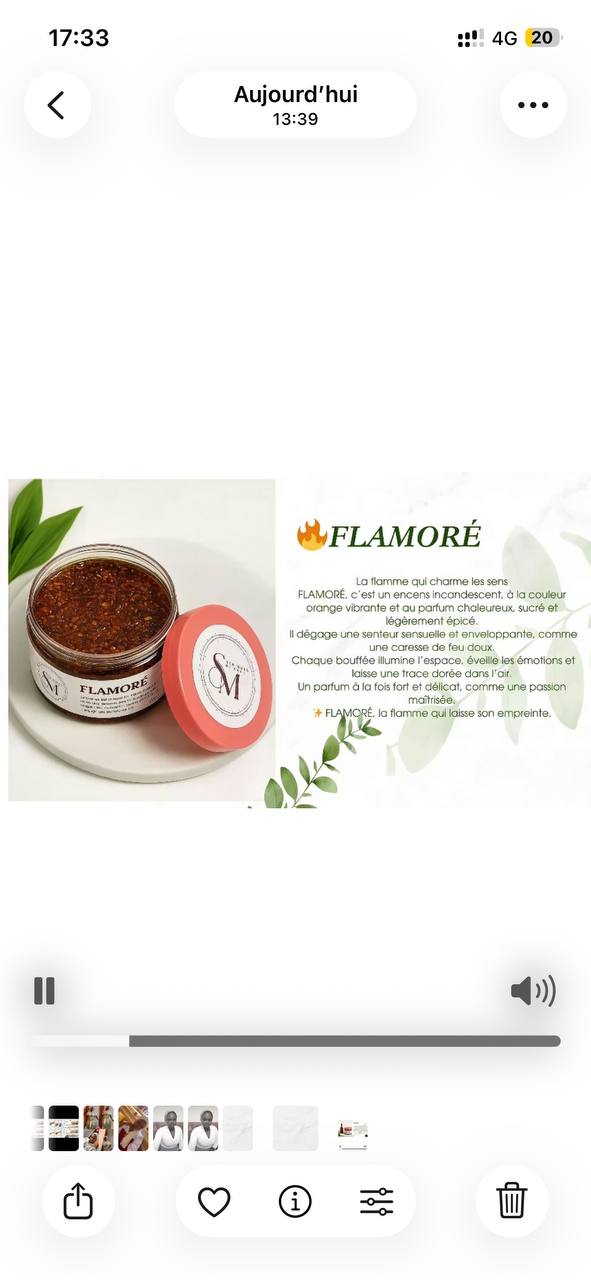 17:33
4G
20
Aujourd’hui
13:39
🔥FLAMORÉ
La flamme qui charme les sens
FLAMORÉ, c’est un encens incandescent, à la couleur
orange vibrante et au parfum chaleureux, sucré et
légèrement épicé.
Il dégage une senteur sensuelle et enveloppante, comme
une caresse de feu doux.
Chaque bouffée illumine l’espace, éveille les émotions et
laisse une trace dorée dans l’air.
Un parfum à la fois fort et délicat, comme une passion
maîtrisée.
✨FLAMORÉ, la flamme qui laisse son empreinte.
SM
FLAMORÉ
SM